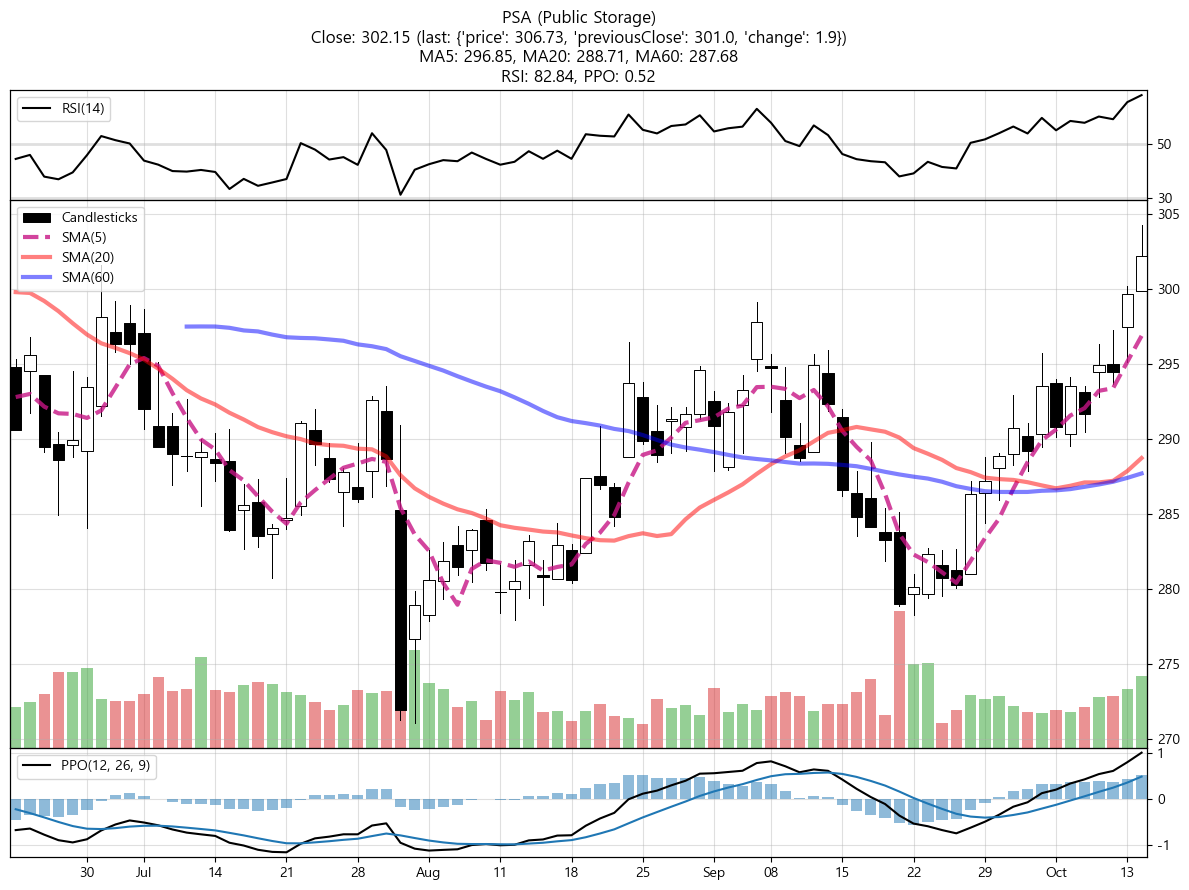 PSA (Public Storage)
Close: 302.15 (last: {'price': 306.73, 'previousClose': 301.0, 'change': 1.9})
MA5: 296.85, MA20: 288.71, MA60: 287.68
RSI: 82.84, PPO: 0.52
RSI(14)
50
30
Candlesticks
SMA(5)
SMA(20)
SMA(60)
305
300
295
290
285
280
275
270
PPO(12, 26, 9)
1
0
-1
30 Jul 14 21 28 Aug 11 18 25 Sep 08 15 22 29 Oct 13